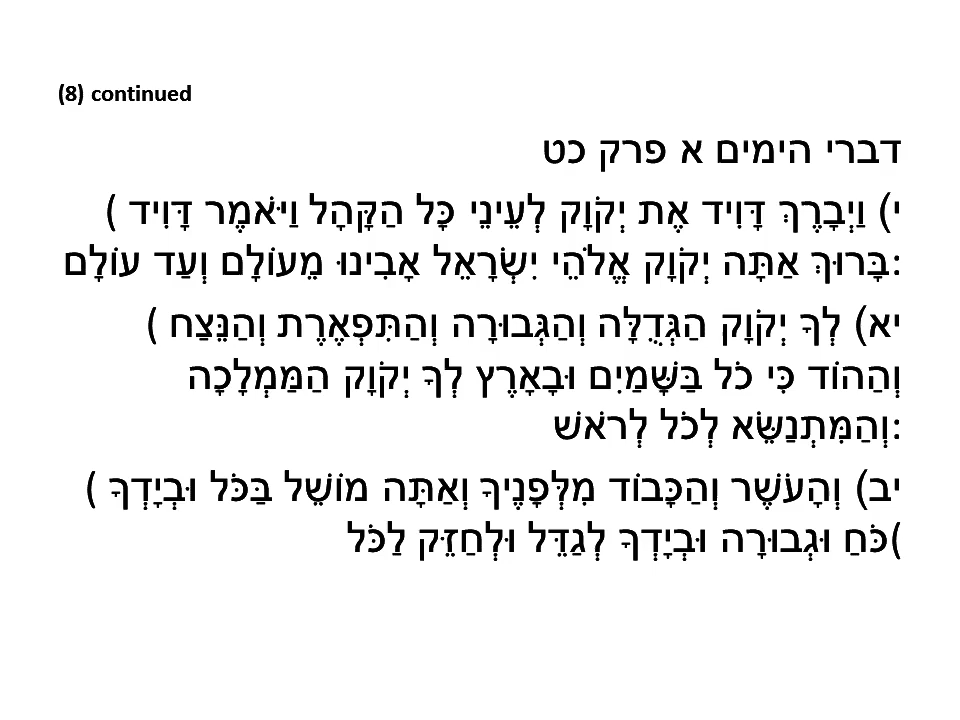 (8) continued
דברי הימים א פרק כט
(י) וַיְבָרֶךְ דָּוִיד אֶת יְקֹוָק לְעֵינֵי כָּל הַקָּהָל וַיֹּאמֶר דָּוִיד
בָּרוּךְ אַתָּה יְקֹוָק אֱלֹהֵי יִשְׂרָאֵל אָבִינוּ מֵעוֹלָם וְעַד עוֹלָם:
(יא) לְךָ יְקֹוָק הַגְּדֻלָּה וְהַגְּבוּרָה וְהַתִּפְאֶרֶת וְהַנֵּצַח
וְהַהוֹד כִּי כֹל בַּשָּׁמַיִם וּבָאָרֶץ לְךָ יְקֹוָק הַמַּמְלָכָה
וְהַמִּתְנַשֵּׂא לְכֹל לְרֹאשׁ:
(יב) וְהָעֹשֶׁר וְהַכָּבוֹד מִלְּפָנֶיךָ וְאַתָּה מוֹשֵׁל בַּכֹּל וּבְיָדְךָ
כֹּחַ וּגְבוּרָה וּבְיָדְךָ לְגַדֵּל וּלְחַזֵּק לַכֹּל)